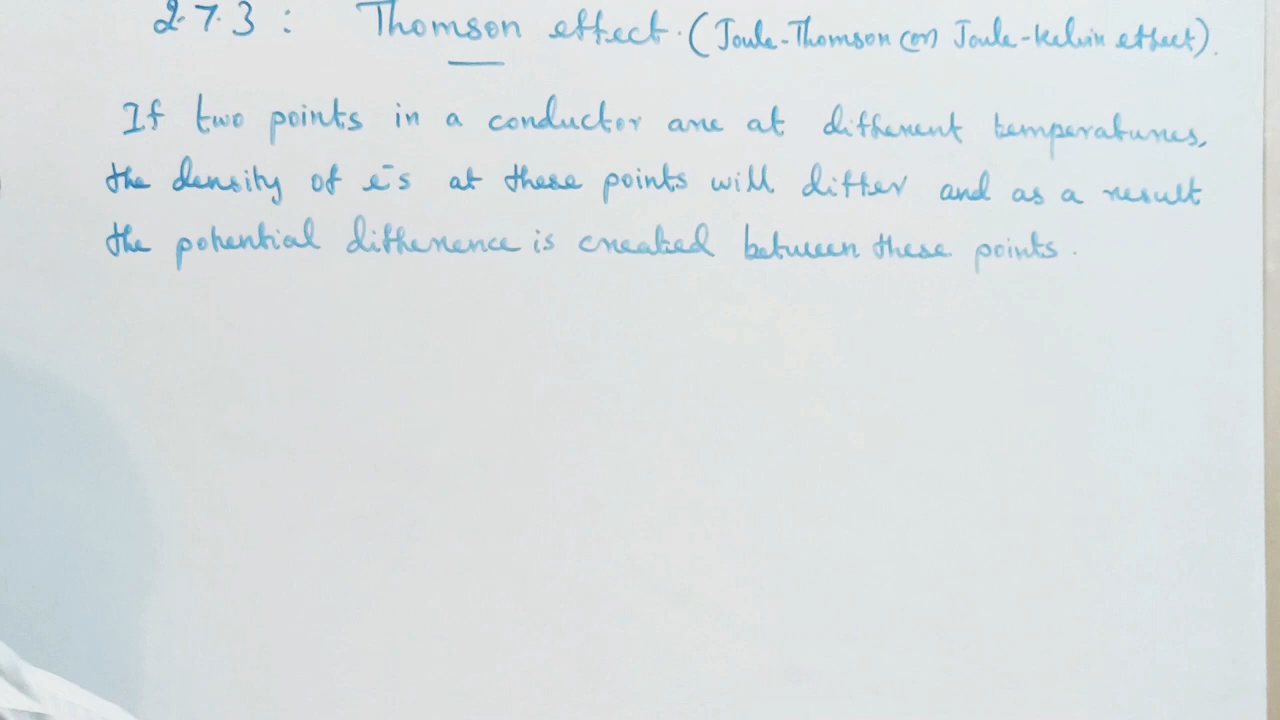 2.7.3 : Thomson effect. (Joule-Thomson (or) Joule-Kelvin effect).
If two points in a conductor are at different temperatures,
the density of e⁻s at these points will differ and as a result
the potential difference is created between these points.